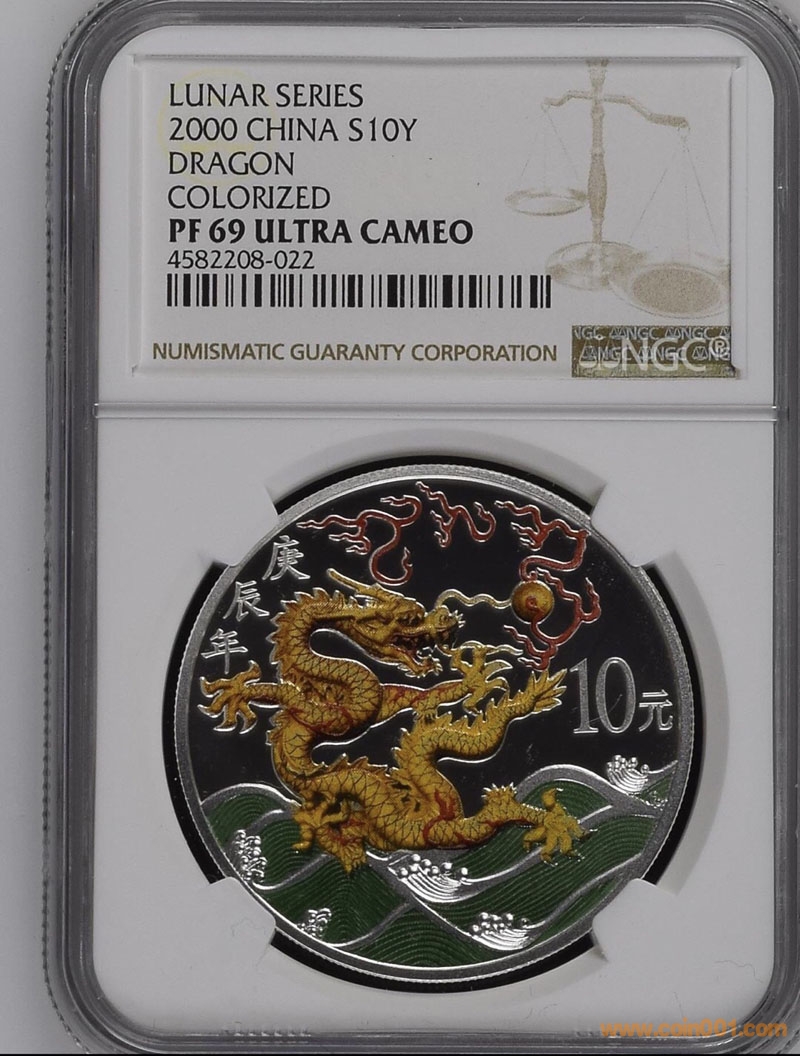 LUNAR SERIES
2000 CHINA S10Y
DRAGON
COLORIZED
PF 69 ULTRA CAMEO
4582208-022
NUMISMATIC GUARANTY CORPORATION
NGC®
庚辰年
10元
www.coin001.com